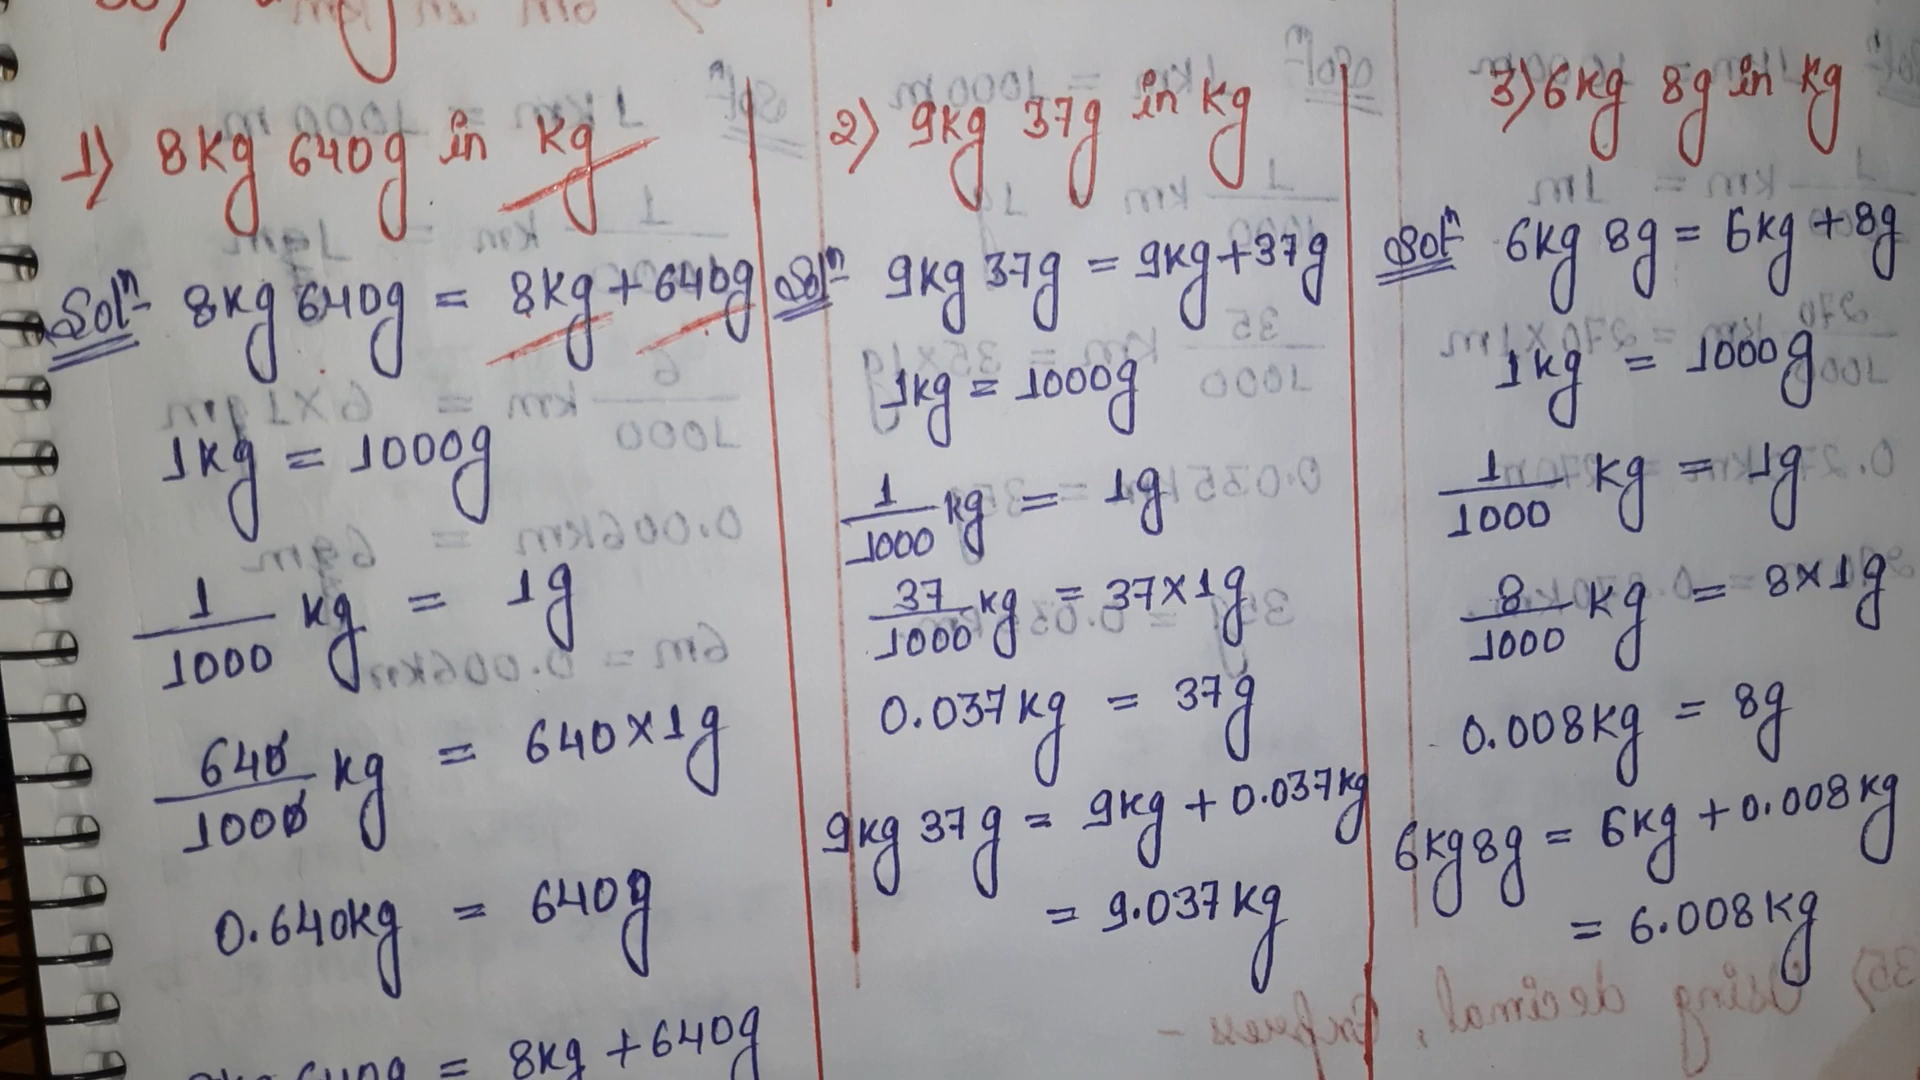 1) 8kg 640g in kg
Solⁿ- 8kg 640g = 8kg + 640g
1kg = 1000g
1/1000 kg = 1g
640/1000 kg = 640×1g
0.640kg = 640g
= 8kg + 640g
2) 9kg 37g in kg
Solⁿ- 9kg 37g = 9kg + 37g
1kg = 1000g
1/1000 kg = 1g
37/1000 kg = 37×1g
0.037kg = 37g
9kg 37g = 9kg + 0.037kg
= 9.037kg
3) 6kg 8g in kg
Solⁿ- 6kg 8g = 6kg + 8g
1kg = 1000g
1/1000 kg = 1g
8/1000 kg = 8×1g
0.008kg = 8g
6kg 8g = 6kg + 0.008kg
= 6.008kg